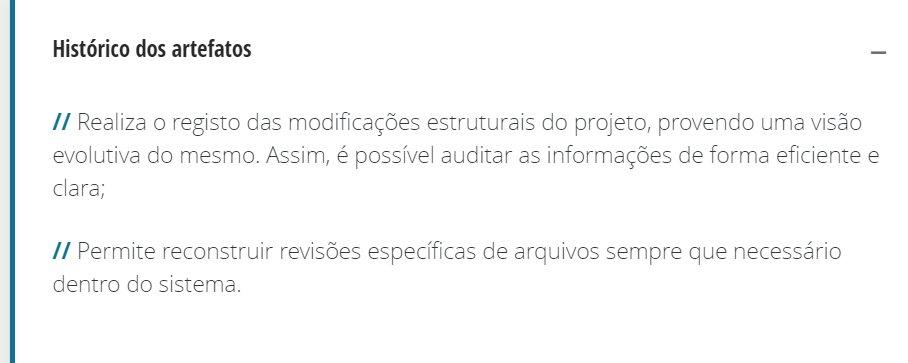 Histórico dos artefatos
// Realiza o registo das modificações estruturais do projeto, provendo uma visão
evolutiva do mesmo. Assim, é possível auditar as informações de forma eficiente e
clara;
// Permite reconstruir revisões específicas de arquivos sempre que necessário
dentro do sistema.